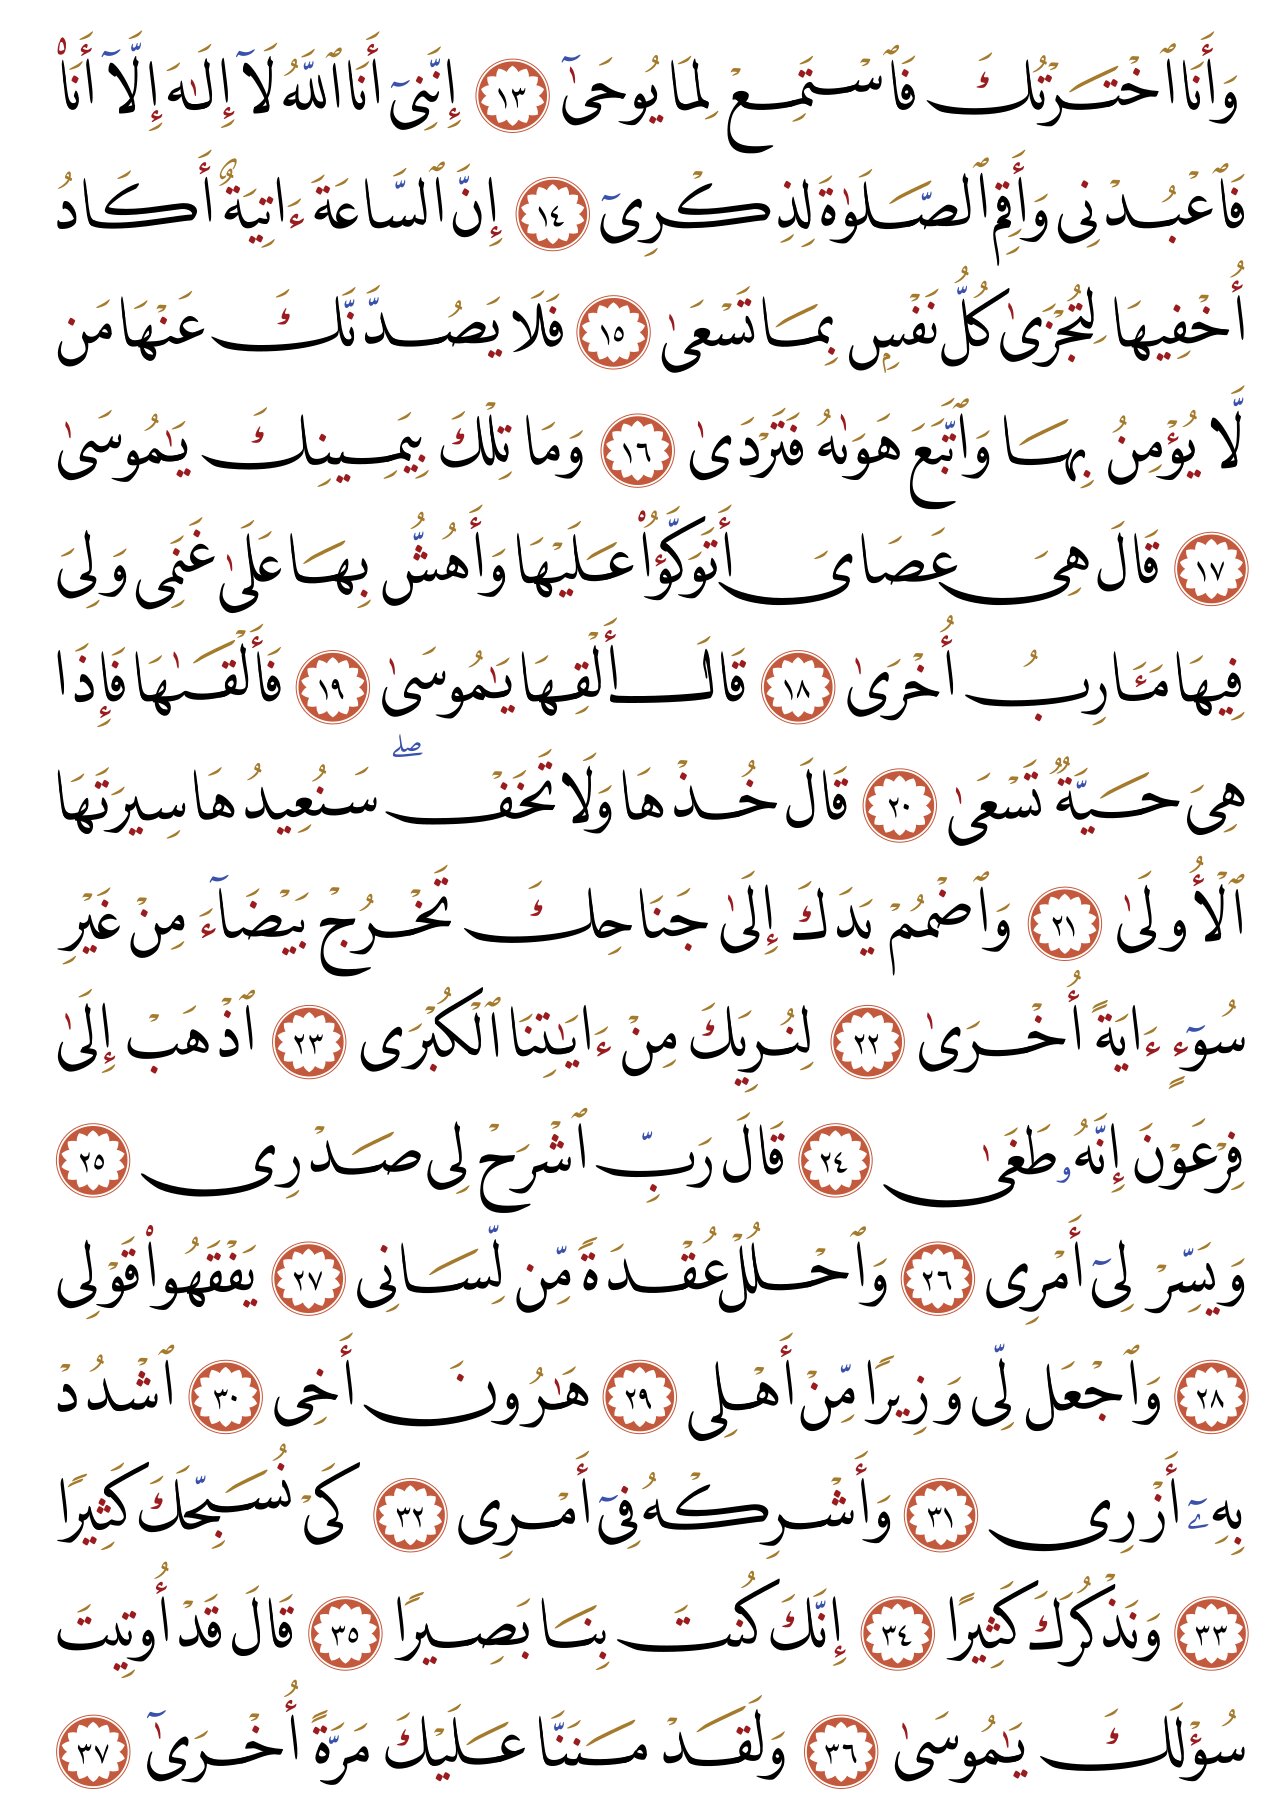 وَأَنَا ٱخْتَرْتُكَ فَٱسْتَمِعْ لِمَا يُوحَىٰٓ ١٣ إِنَّنِىٓ أَنَا ٱللَّهُ لَآ إِلَـٰهَ إِلَّآ أَنَا۠
فَٱعْبُدْنِى وَأَقِمِ ٱلصَّلَوٰةَ لِذِكْرِىٓ ١٤ إِنَّ ٱلسَّاعَةَ ءَاتِيَةٌ أَكَادُ
أُخْفِيهَا لِتُجْزَىٰ كُلُّ نَفْسٍۭ بِمَا تَسْعَىٰ ١٥ فَلَا يَصُدَّنَّكَ عَنْهَا مَن
لَّا يُؤْمِنُ بِهَا وَٱتَّبَعَ هَوَىٰهُ فَتَرْدَىٰ ١٦ وَمَا تِلْكَ بِيَمِينِكَ يَـٰمُوسَىٰ
١٧ قَالَ هِىَ عَصَاىَ أَتَوَكَّؤُا۟ عَلَيْهَا وَأَهُشُّ بِهَا عَلَىٰ غَنَمِى وَلِىَ
فِيهَا مَـَٔارِبُ أُخْرَىٰ ١٨ قَالَ أَلْقِهَا يَـٰمُوسَىٰ ١٩ فَأَلْقَىٰهَا فَإِذَا
هِىَ حَيَّةٌ تَسْعَىٰ ٢٠ قَالَ خُذْهَا وَلَا تَخَفْ ۖ سَنُعِيدُهَا سِيرَتَهَا
ٱلْأُولَىٰ ٢١ وَٱضْمُمْ يَدَكَ إِلَىٰ جَنَاحِكَ تَخْرُجْ بَيْضَآءَ مِنْ غَيْرِ
سُوٓءٍ ءَايَةً أُخْرَىٰ ٢٢ لِنُرِيَكَ مِنْ ءَايَـٰتِنَا ٱلْكُبْرَى ٢٣ ٱذْهَبْ إِلَىٰ
فِرْعَوْنَ إِنَّهُۥ طَغَىٰ ٢٤ قَالَ رَبِّ ٱشْرَحْ لِى صَدْرِى ٢٥
وَيَسِّرْ لِىٓ أَمْرِى ٢٦ وَٱحْلُلْ عُقْدَةً مِّن لِّسَانِى ٢٧ يَفْقَهُوا۟ قَوْلِى
٢٨ وَٱجْعَل لِّى وَزِيرًا مِّنْ أَهْلِى ٢٩ هَـٰرُونَ أَخِى ٣٠ ٱشْدُدْ
بِهِۦٓ أَزْرِى ٣١ وَأَشْرِكْهُ فِىٓ أَمْرِى ٣٢ كَىْ نُسَبِّحَكَ كَثِيرًا
٣٣ وَنَذْكُرَكَ كَثِيرًا ٣٤ إِنَّكَ كُنتَ بِنَا بَصِيرًا ٣٥ قَالَ قَدْ أُوتِيتَ
سُؤْلَكَ يَـٰمُوسَىٰ ٣٦ وَلَقَدْ مَنَنَّا عَلَيْكَ مَرَّةً أُخْرَىٰٓ ٣٧